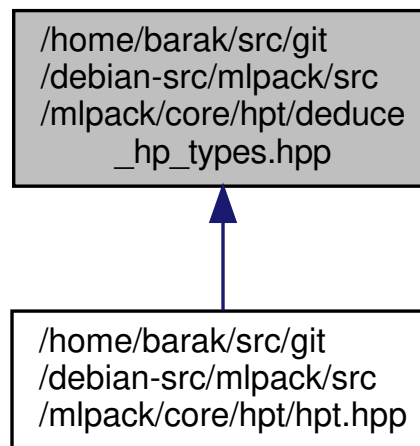 /home/barak/src/git
/debian-src/mlpack/src
/mlpack/core/hpt/deduce
_hp_types.hpp
/home/barak/src/git
/debian-src/mlpack/src
/mlpack/core/hpt/hpt.hpp